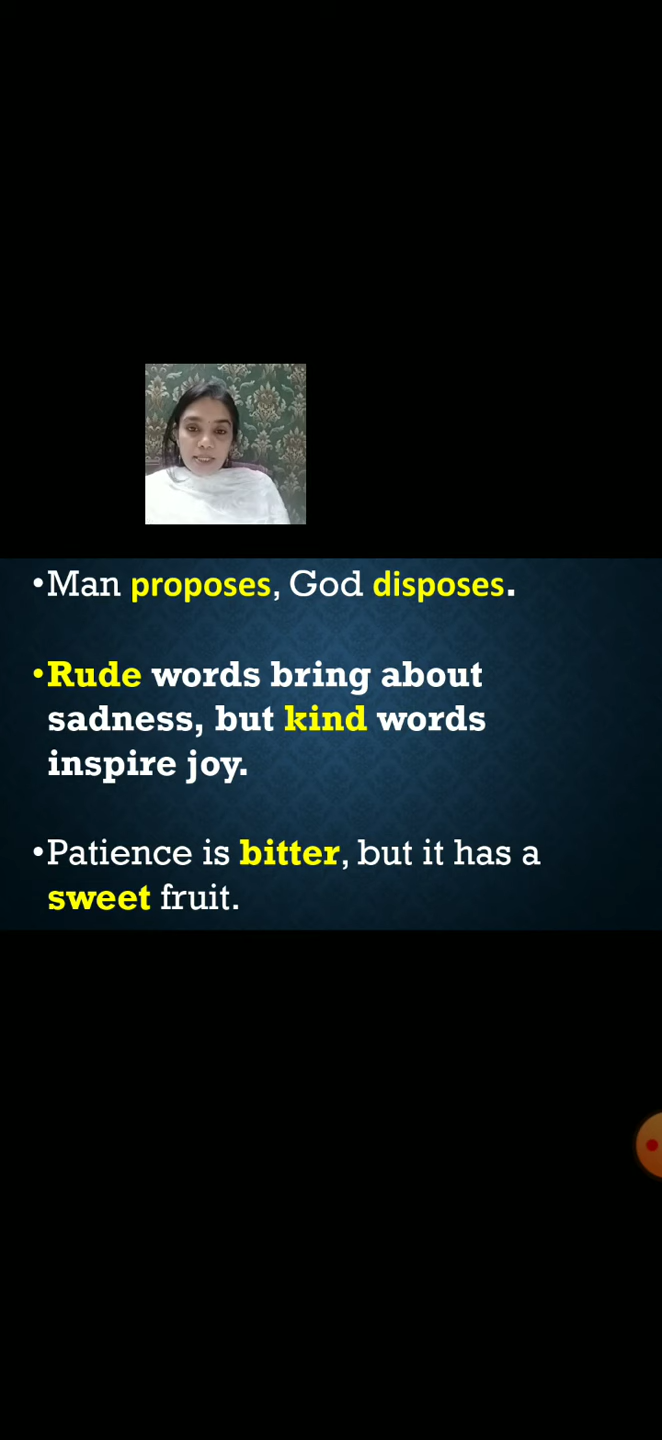 •Man proposes, God disposes.
•Rude words bring about
sadness, but kind words
inspire joy.
•Patience is bitter, but it has a
sweet fruit.